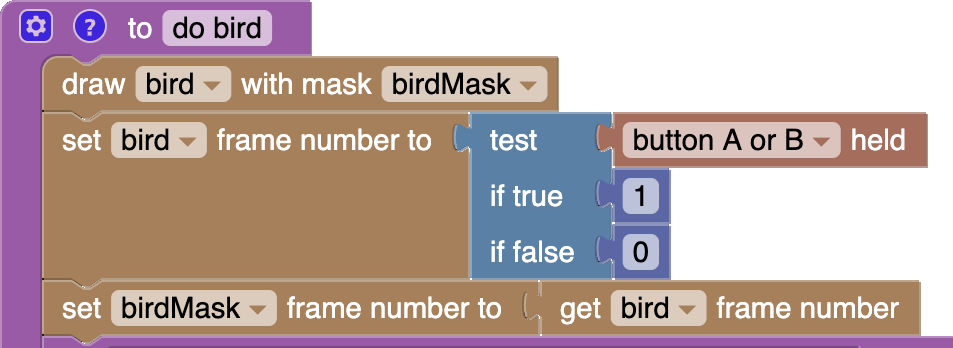 ? to do bird
draw bird with mask birdMask
set bird frame number to test button A or B held
if true 1
if false 0
set birdMask frame number to get bird frame number